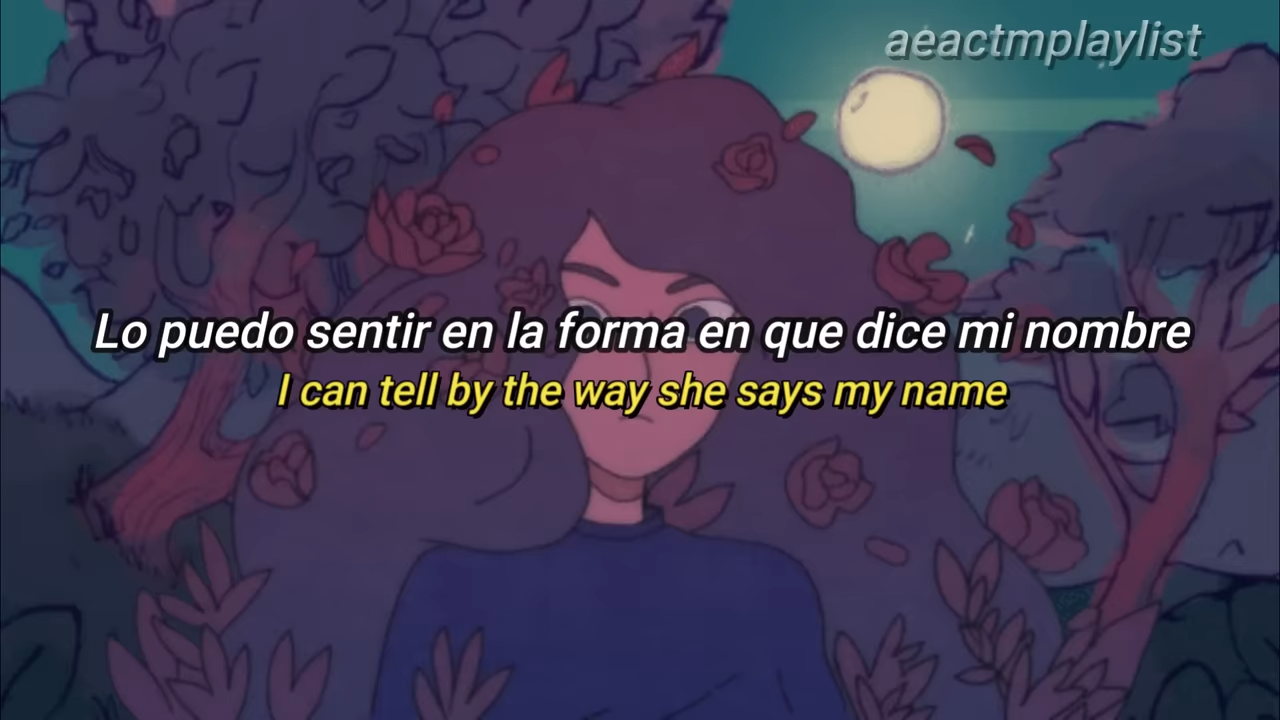 aeactmplaylist
Lo puedo sentir en la forma en que dice mi nombre
I can tell by the way she says my name